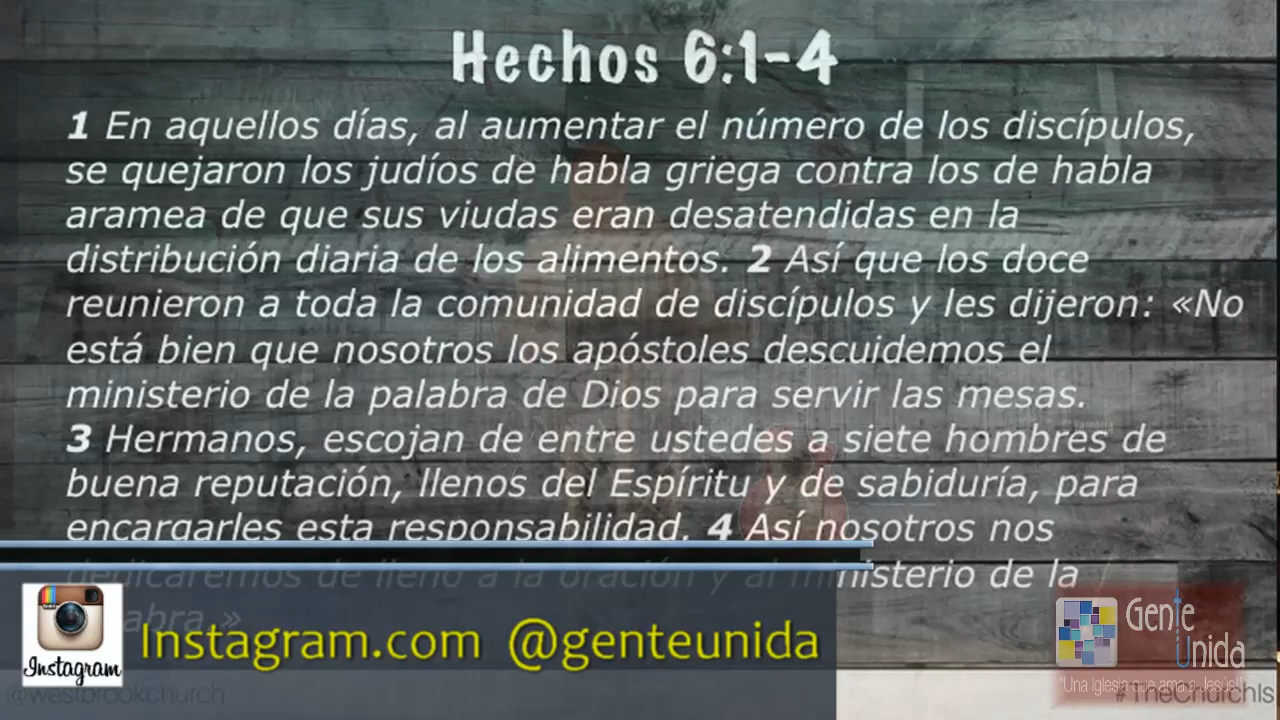 Hechos 6:1-4
1 En aquellos días, al aumentar el número de los discípulos,
se quejaron los judíos de habla griega contra los de habla
aramea de que sus viudas eran desatendidas en la
distribución diaria de los alimentos. 2 Así que los doce
reunieron a toda la comunidad de discípulos y les dijeron: «No
está bien que nosotros los apóstoles descuidemos el
ministerio de la palabra de Dios para servir las mesas.
3 Hermanos, escojan de entre ustedes a siete hombres de
buena reputación, llenos del Espíritu y de sabiduría, para
encargarles esta responsabilidad. 4 Así nosotros nos
dedicaremos de lleno a la oración y al ministerio de la
abra.»
Instagram
Instagram.com @genteunida
Gente
Unida
"Una Iglesia que ama a Jesús!"
@wastbrookchurch
#TheChurchIs